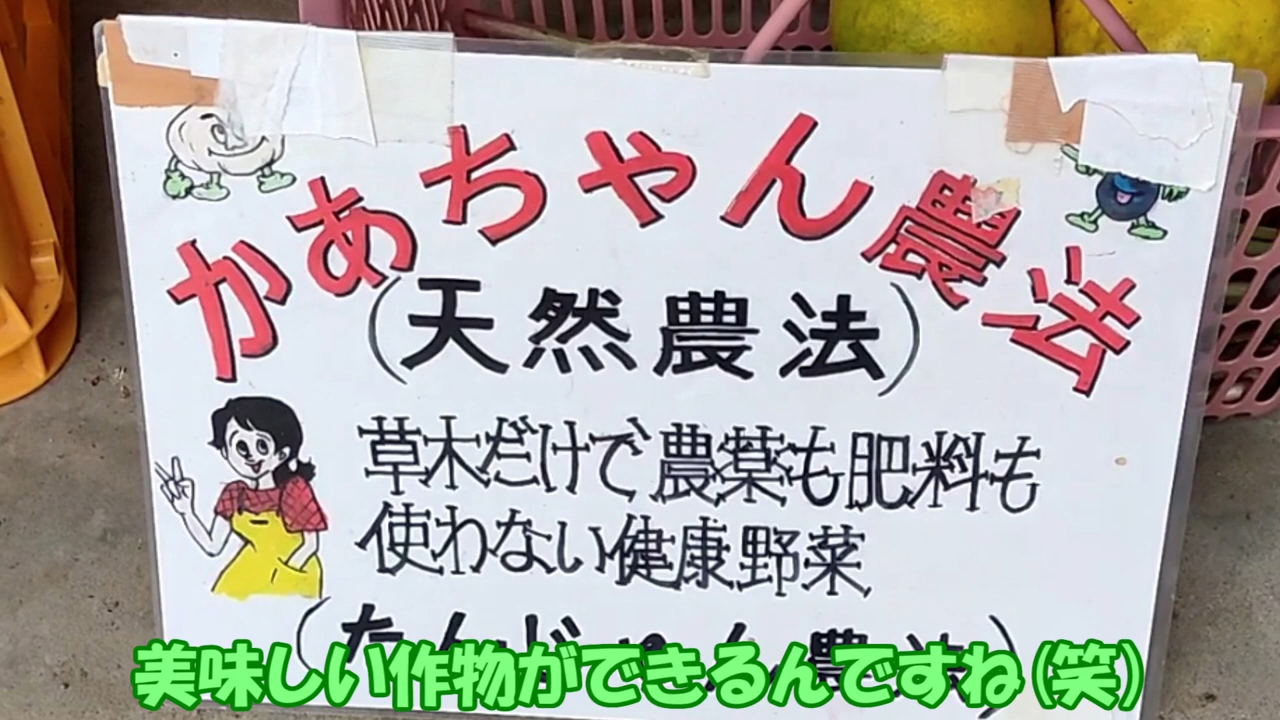 かあちゃん農法
(天然農法)
草木だけで農薬も肥料も
使わない健康野菜
美味しい作物ができるんですね(笑)